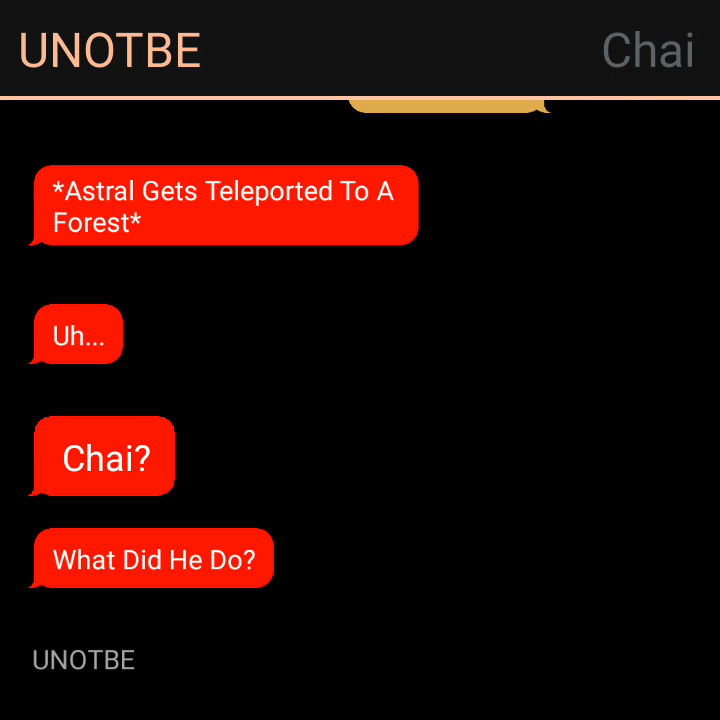 UNOTBE
Chai
*Astral Gets Teleported To A
Forest*
Uh...
Chai?
What Did He Do?
UNOTBE